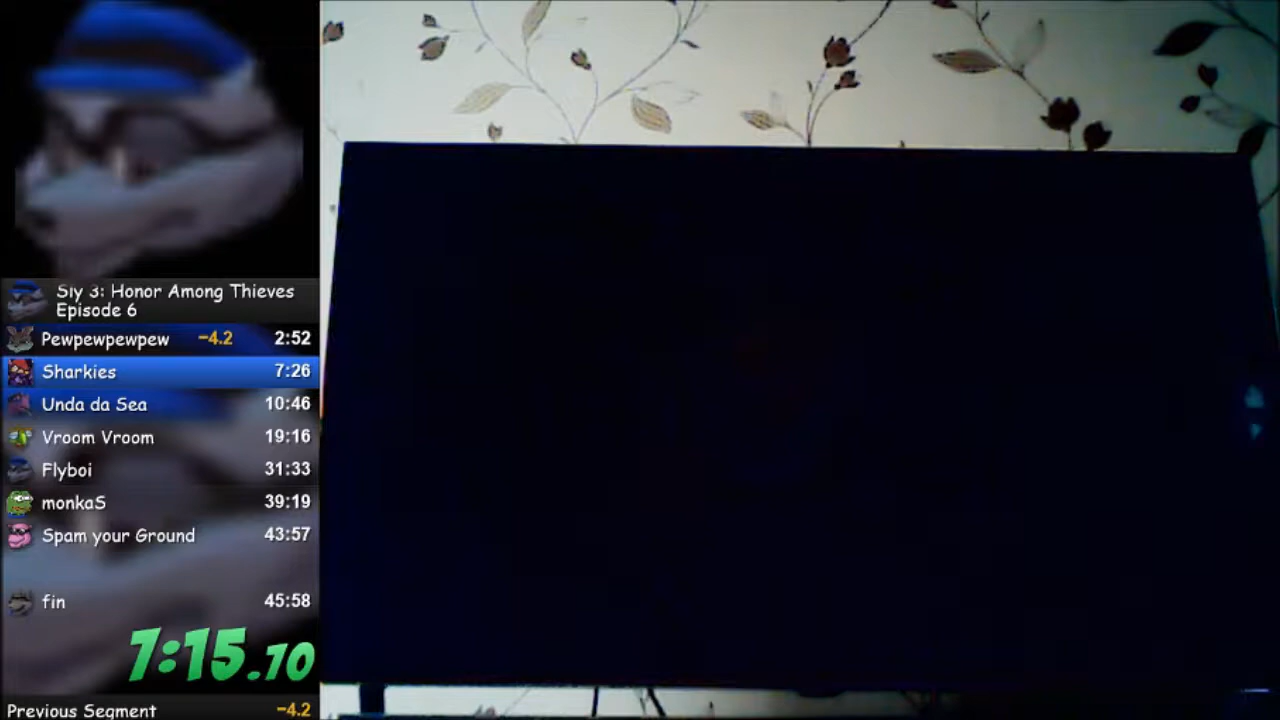 Sly 3: Honor Among Thieves
Episode 6
Pewpewpewpew −4.2 2:52
Sharkies 7:26
Unda da Sea 10:46
Vroom Vroom 19:16
Flyboi 31:33
monkaS 39:19
Spam your Ground 43:57
fin 45:58
7:15.70
Previous Segment −4.2